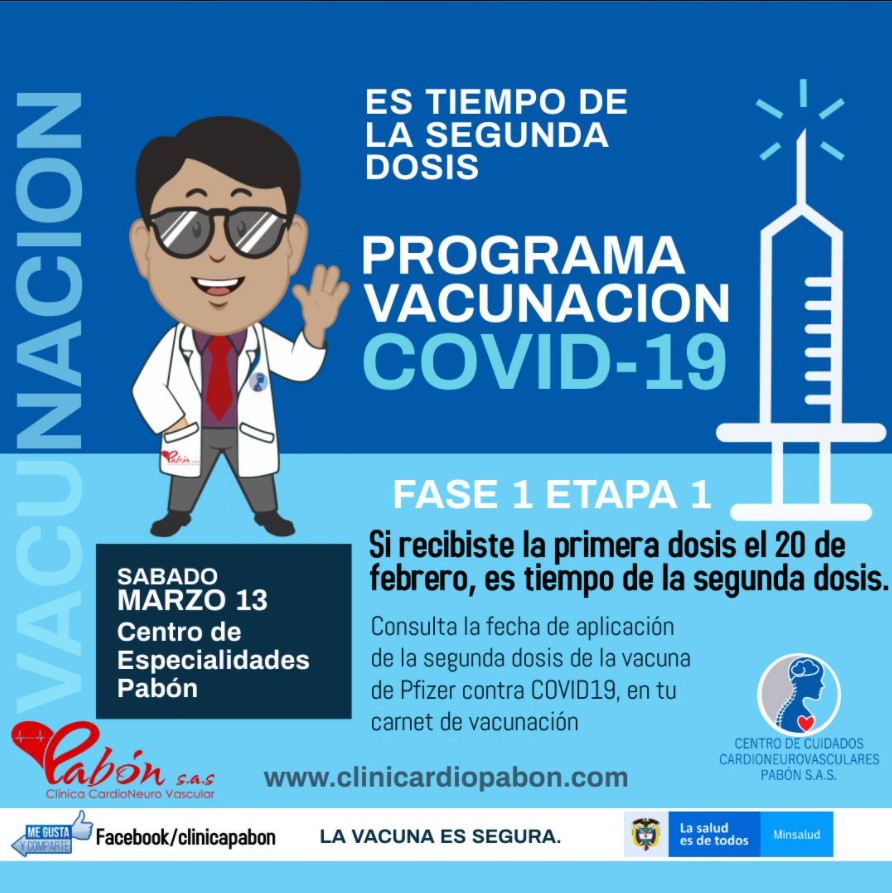 VACUNACION
ES TIEMPO DE
LA SEGUNDA
DOSIS
PROGRAMA
VACUNACION
COVID-19
Pabón
FASE 1 ETAPA 1
Si recibiste la primera dosis el 20 de
febrero, es tiempo de la segunda dosis.
SABADO
MARZO 13
Centro de
Especialidades
Pabón
Consulta la fecha de aplicación
de la segunda dosis de la vacuna
de Pfizer contra COVID19, en tu
carnet de vacunación
CENTRO DE CUIDADOS
CARDIONEUROVASCULARES
PABÓN S.A.S.
Pabón s.a.s
Clínica CardioNeuro Vascular
www.clinicardiopabon.com
ME GUSTA
Y COMPARTE
Facebook/clinicapabon
LA VACUNA ES SEGURA.
La salud
es de todos
Minsalud